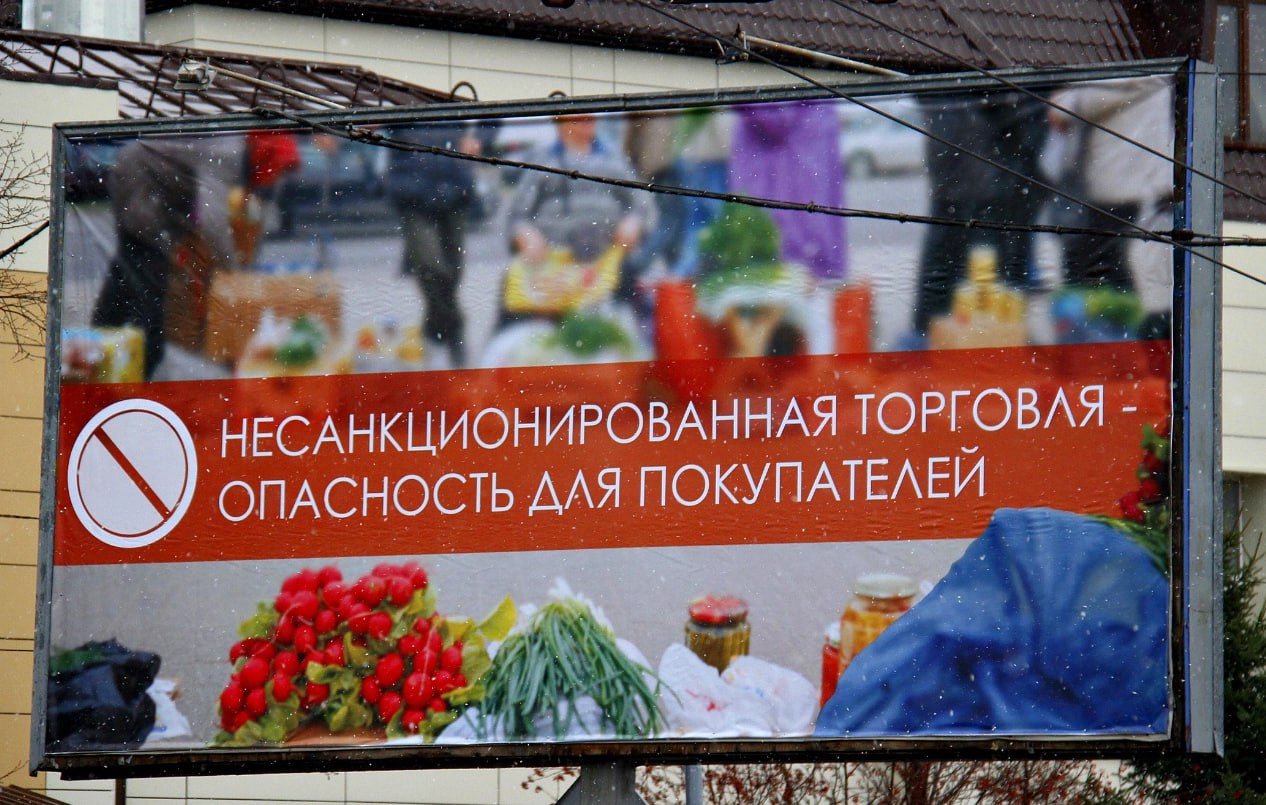 НЕСАНКЦИОНИРОВАННАЯ ТОРГОВЛЯ -
ОПАСНОСТЬ ДЛЯ ПОКУПАТЕЛЕЙ